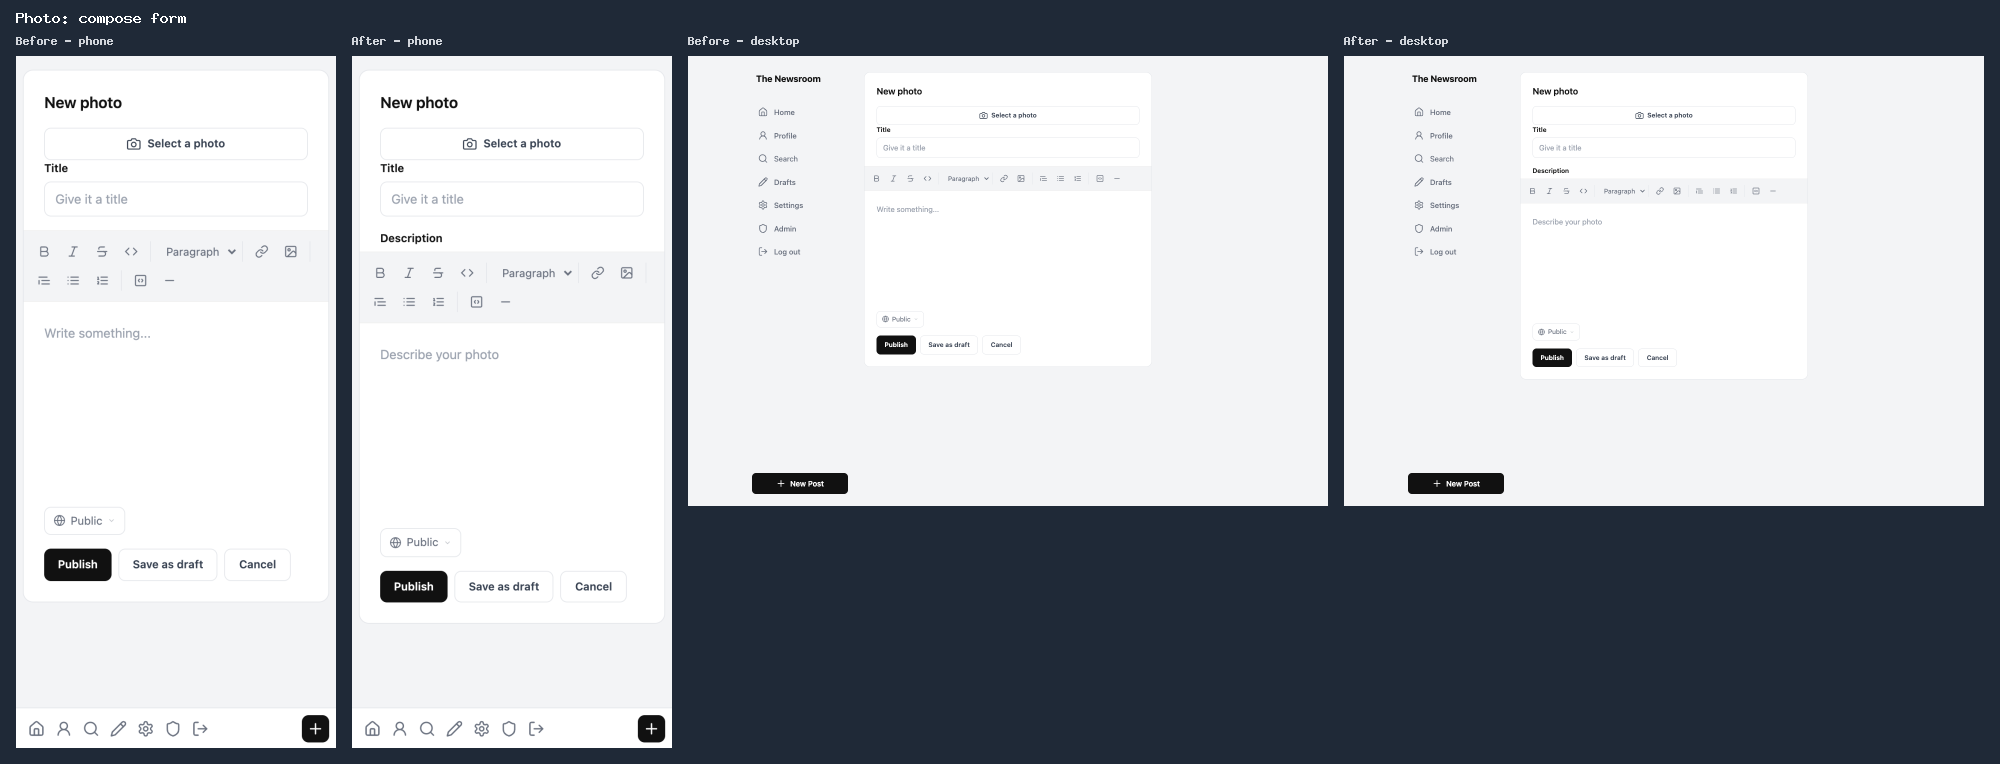 Photo: compose form
Before - phone
New photo
Select a photo
Title
Give it a title
Paragraph
Write something...
Public
Publish
Save as draft
Cancel
After - phone
New photo
Select a photo
Title
Give it a title
Description
Paragraph
Describe your photo
Public
Publish
Save as draft
Cancel
Before - desktop
The Newsroom
Home
Profile
Search
Drafts
Settings
Admin
Log out
New Post
New photo
Select a photo
Title
Give it a title
Paragraph
Write something...
Public
Publish
Save as draft
Cancel
After - desktop
The Newsroom
Home
Profile
Search
Drafts
Settings
Admin
Log out
New Post
New photo
Select a photo
Title
Give it a title
Description
Paragraph
Describe your photo
Public
Publish
Save as draft
Cancel